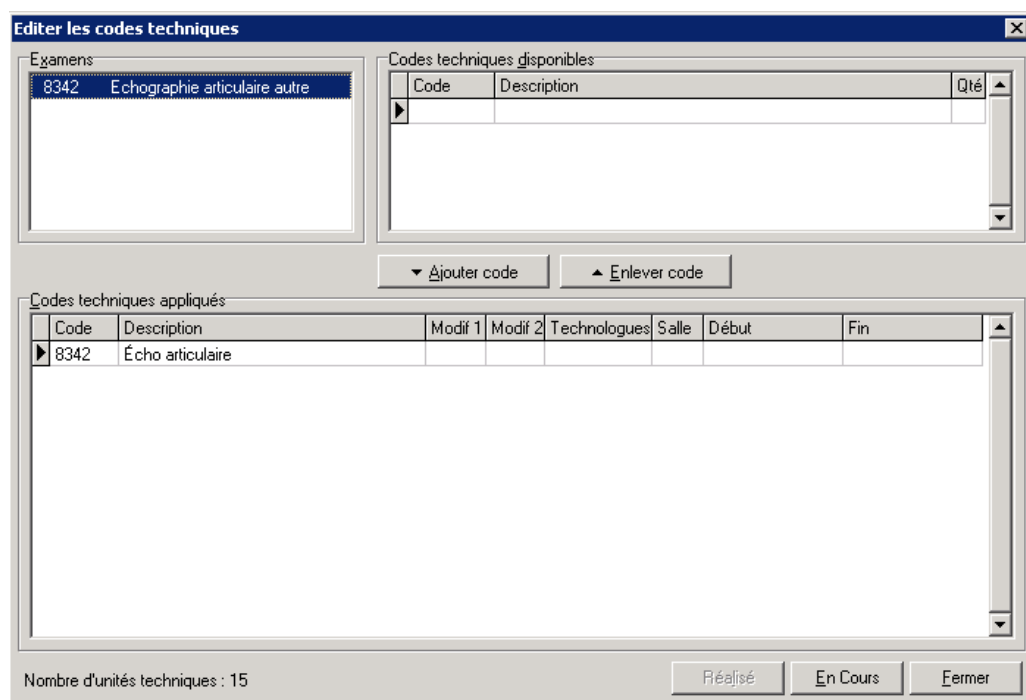 Editer les codes techniques
Examens
8342 Echographie articulaire autre
Codes techniques disponibles
Code Description Qté
Ajouter code Enlever code
Codes techniques appliqués
Code Description Modif 1 Modif 2 Technologues Salle Début Fin
8342 Écho articulaire
Nombre d'unités techniques : 15
Réalisé En Cours Fermer